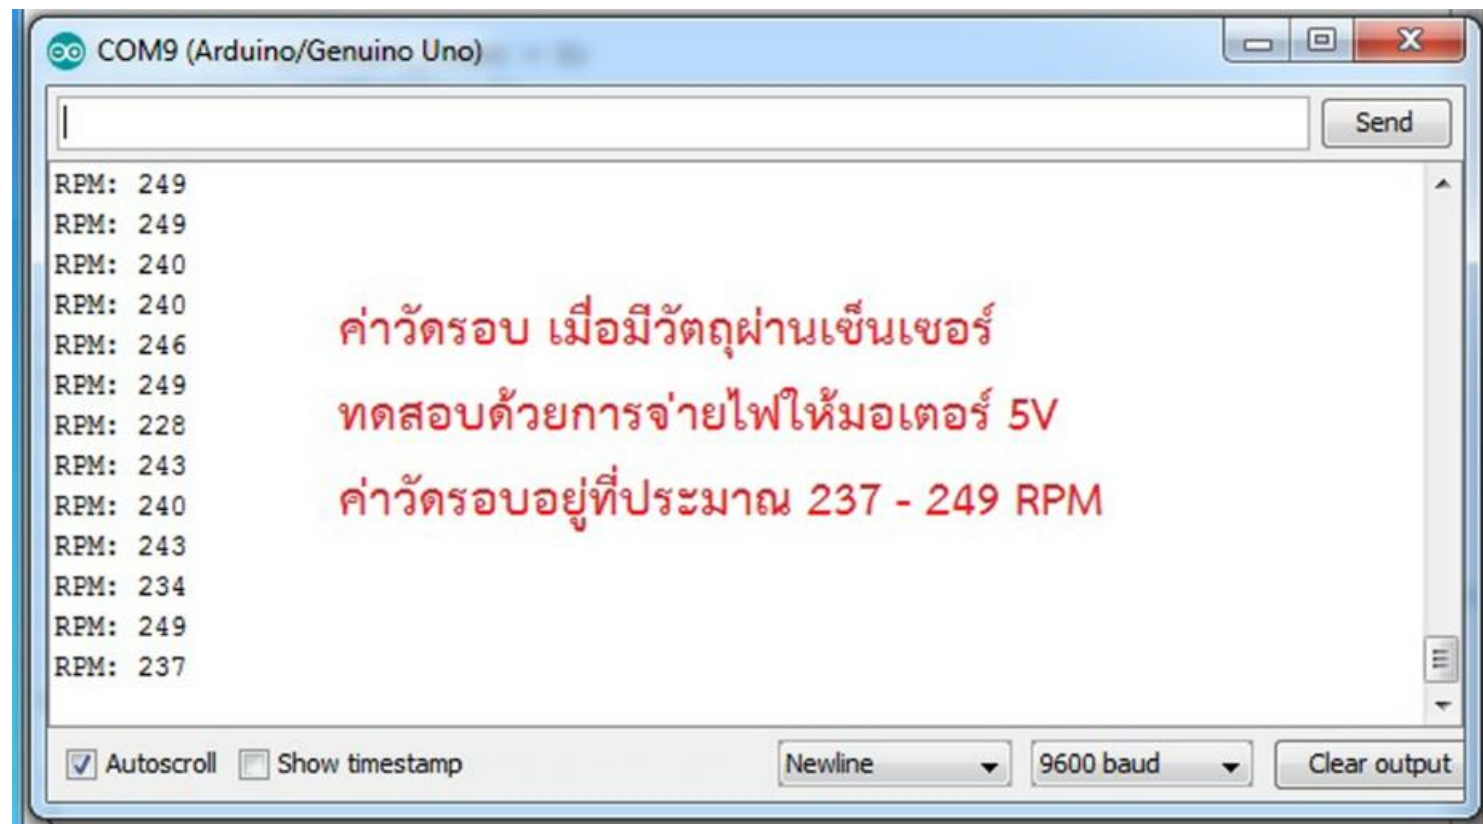 COM9 (Arduino/Genuino Uno)
Send
RPM: 249
RPM: 249
RPM: 240
RPM: 240
RPM: 246
RPM: 249
RPM: 228
RPM: 243
RPM: 240
RPM: 243
RPM: 234
RPM: 249
RPM: 237
ค่าวัดรอบ เมื่อมีวัตถุผ่านเซ็นเซอร์
ทดสอบด้วยการจ่ายไฟให้มอเตอร์ 5V
ค่าวัดรอบอยู่ที่ประมาณ 237 - 249 RPM
Autoscroll Show timestamp Newline 9600 baud Clear output